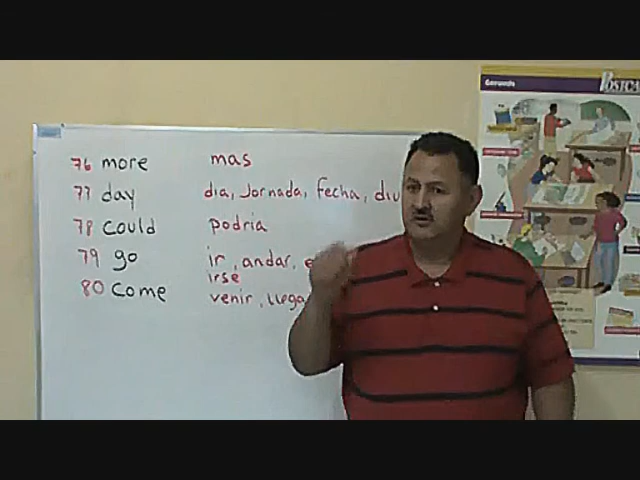 76 more mas
77 day dia, Jornada, fecha, diu
78 could podria
79 go ir, andar,
irse
80 come venir, llega